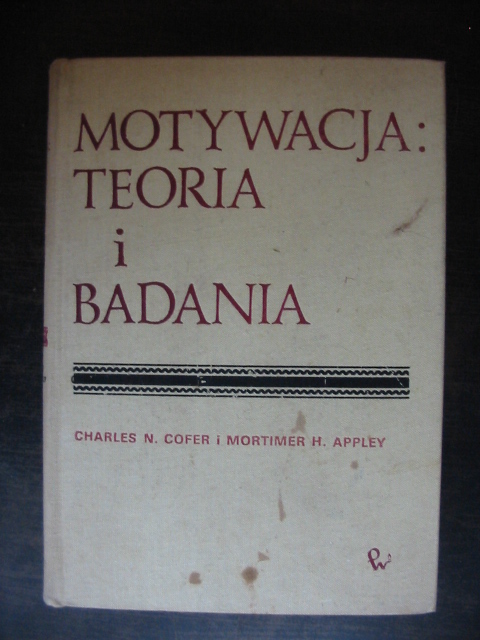 MOTYWACJA:
TEORIA
i
BADANIA
CHARLES N. COFER i MORTIMER H. APPLEY